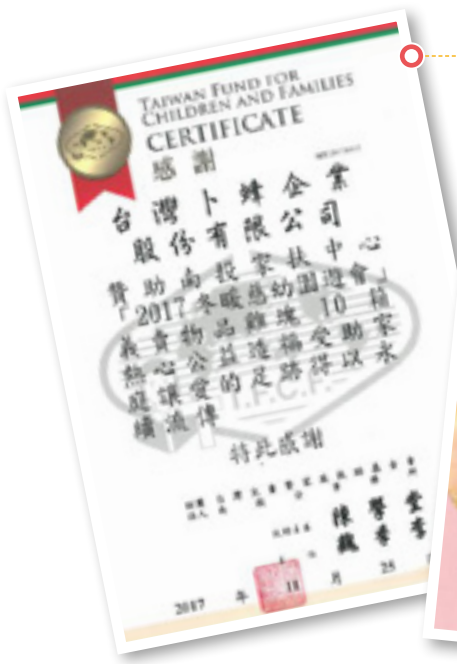 TAIWAN FUND FOR
CHILDREN AND FAMILIES
CERTIFICATE
感謝
台灣卜蜂企業
股份有限公司
贊助南投家扶中心
「2017冬暖慈幼園遊會」
義賣物品雞塊10箱
熱心公益造福受助家
庭讓愛的足跡得以永
續流傳
T.F.C.F.
特此感謝
2017 年 11 月 25